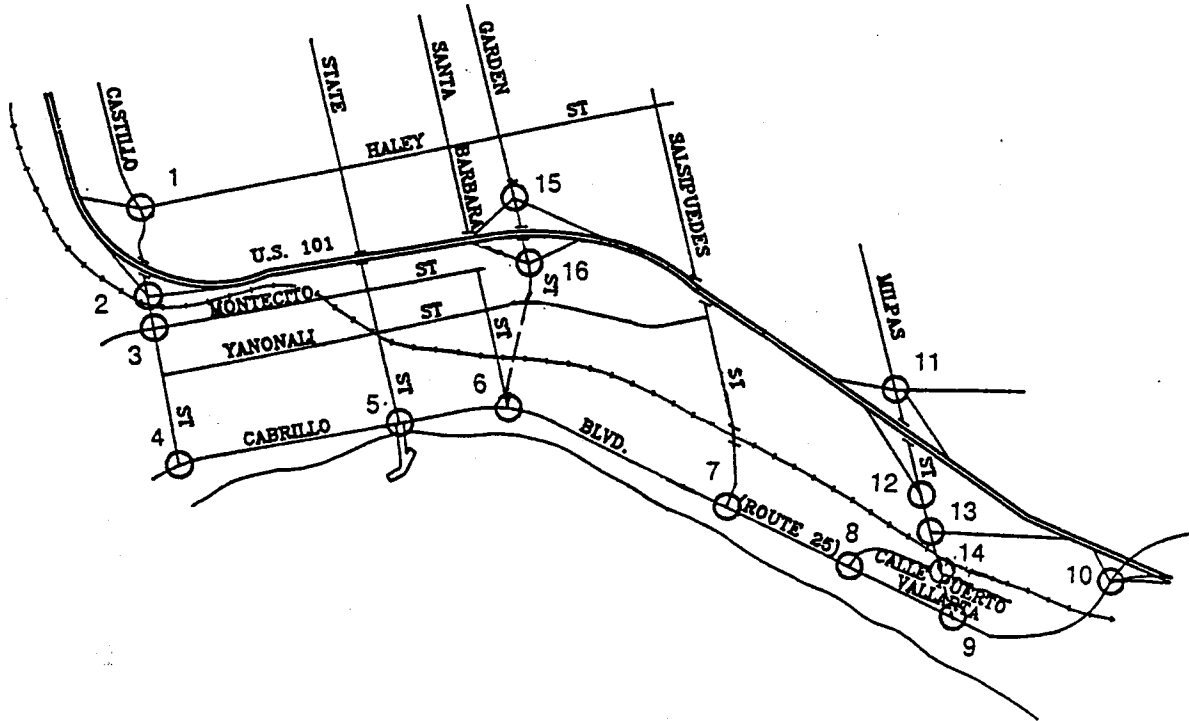 CASTILLO
STATE
SANTA
BARBARA
GARDEN
HALEY ST
SALSIPUEDES
1
15
U.S. 101
16
ST
MILPAS
2
MONTECITO ST
3
YANONALI ST
ST
ST
ST
ST
11
4
CABRILLO
5
6
BLVD.
7
(ROUTE 25)
8
12
ST
13
14
CALLE PUERTO
VALLARTA
10
9